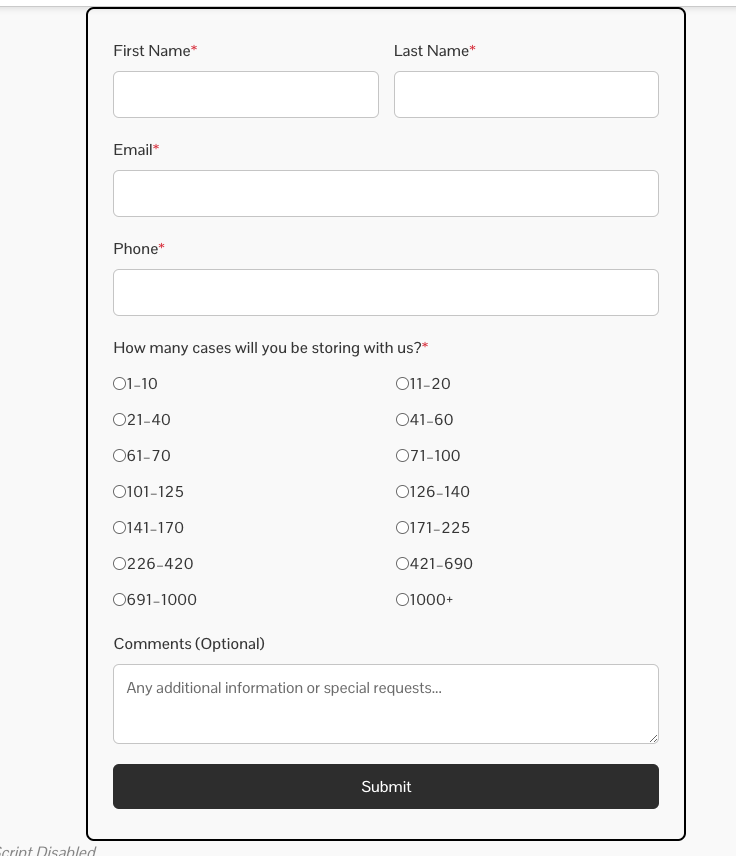 First Name* Last Name*
Email*
Phone*
How many cases will you be storing with us?*
1–10 11–20
21–40 41–60
61–70 71–100
101–125 126–140
141–170 171–225
226–420 421–690
691–1000 1000+
Comments (Optional)
Any additional information or special requests...
Submit
Script Disabled